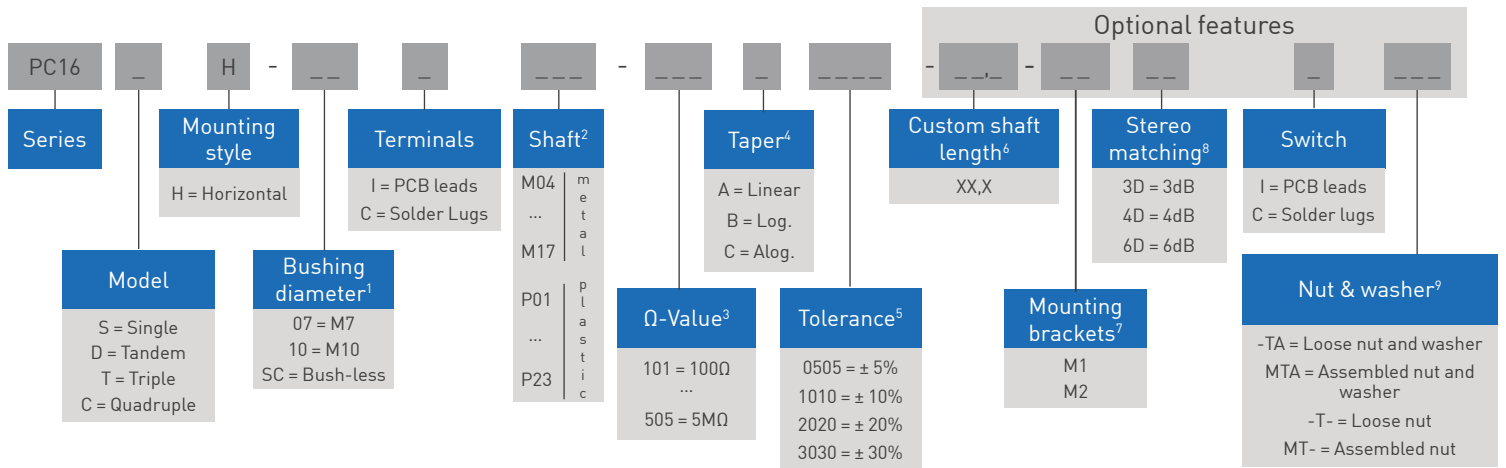 Optional features
PC16 _ H - _ _ _ _ _ _ - _ _ _ _ _ _ _ _ - _ _,_ - _ _ _ _ _ _ _ _
Series
Mounting
style
H = Horizontal
Terminals
I = PCB leads
C = Solder Lugs
Shaft²
M04
...
M17
metal
P01
...
P23
plastic
Taper⁴
A = Linear
B = Log.
C = Alog.
Custom shaft
length⁶
XX,X
Stereo
matching⁸
3D = 3dB
4D = 4dB
6D = 6dB
Switch
I = PCB leads
C = Solder lugs
Model
S = Single
D = Tandem
T = Triple
C = Quadruple
Bushing
diameter¹
07 = M7
10 = M10
SC = Bush-less
Ω-Value³
101 = 100Ω
...
505 = 5MΩ
Tolerance⁵
0505 = ± 5%
1010 = ± 10%
2020 = ± 20%
3030 = ± 30%
Mounting
brackets⁷
M1
M2
Nut & washer⁹
-TA = Loose nut and washer
MTA = Assembled nut and
washer
-T- = Loose nut
MT- = Assembled nut